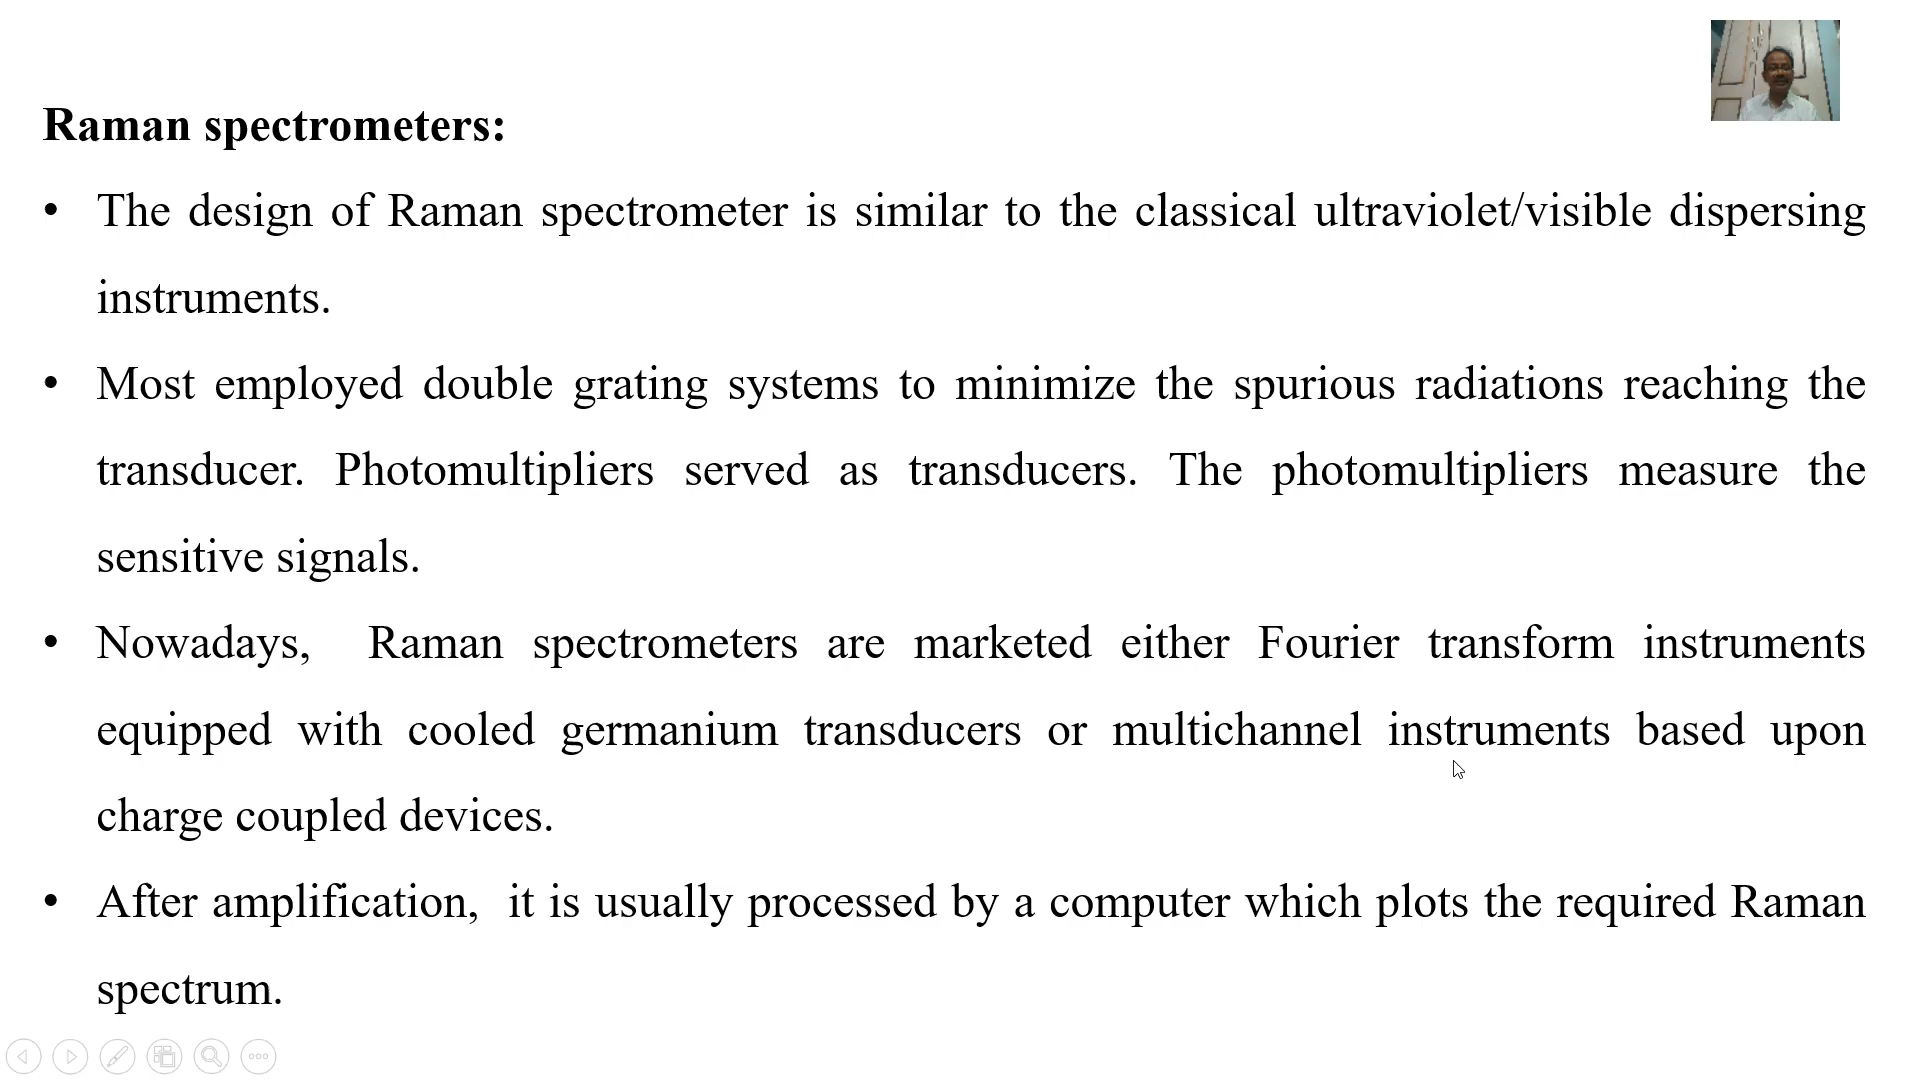 Raman spectrometers:
• The design of Raman spectrometer is similar to the classical ultraviolet/visible dispersing
instruments.
• Most employed double grating systems to minimize the spurious radiations reaching the
transducer. Photomultipliers served as transducers. The photomultipliers measure the
sensitive signals.
• Nowadays, Raman spectrometers are marketed either Fourier transform instruments
equipped with cooled germanium transducers or multichannel instruments based upon
charge coupled devices.
• After amplification, it is usually processed by a computer which plots the required Raman
spectrum.